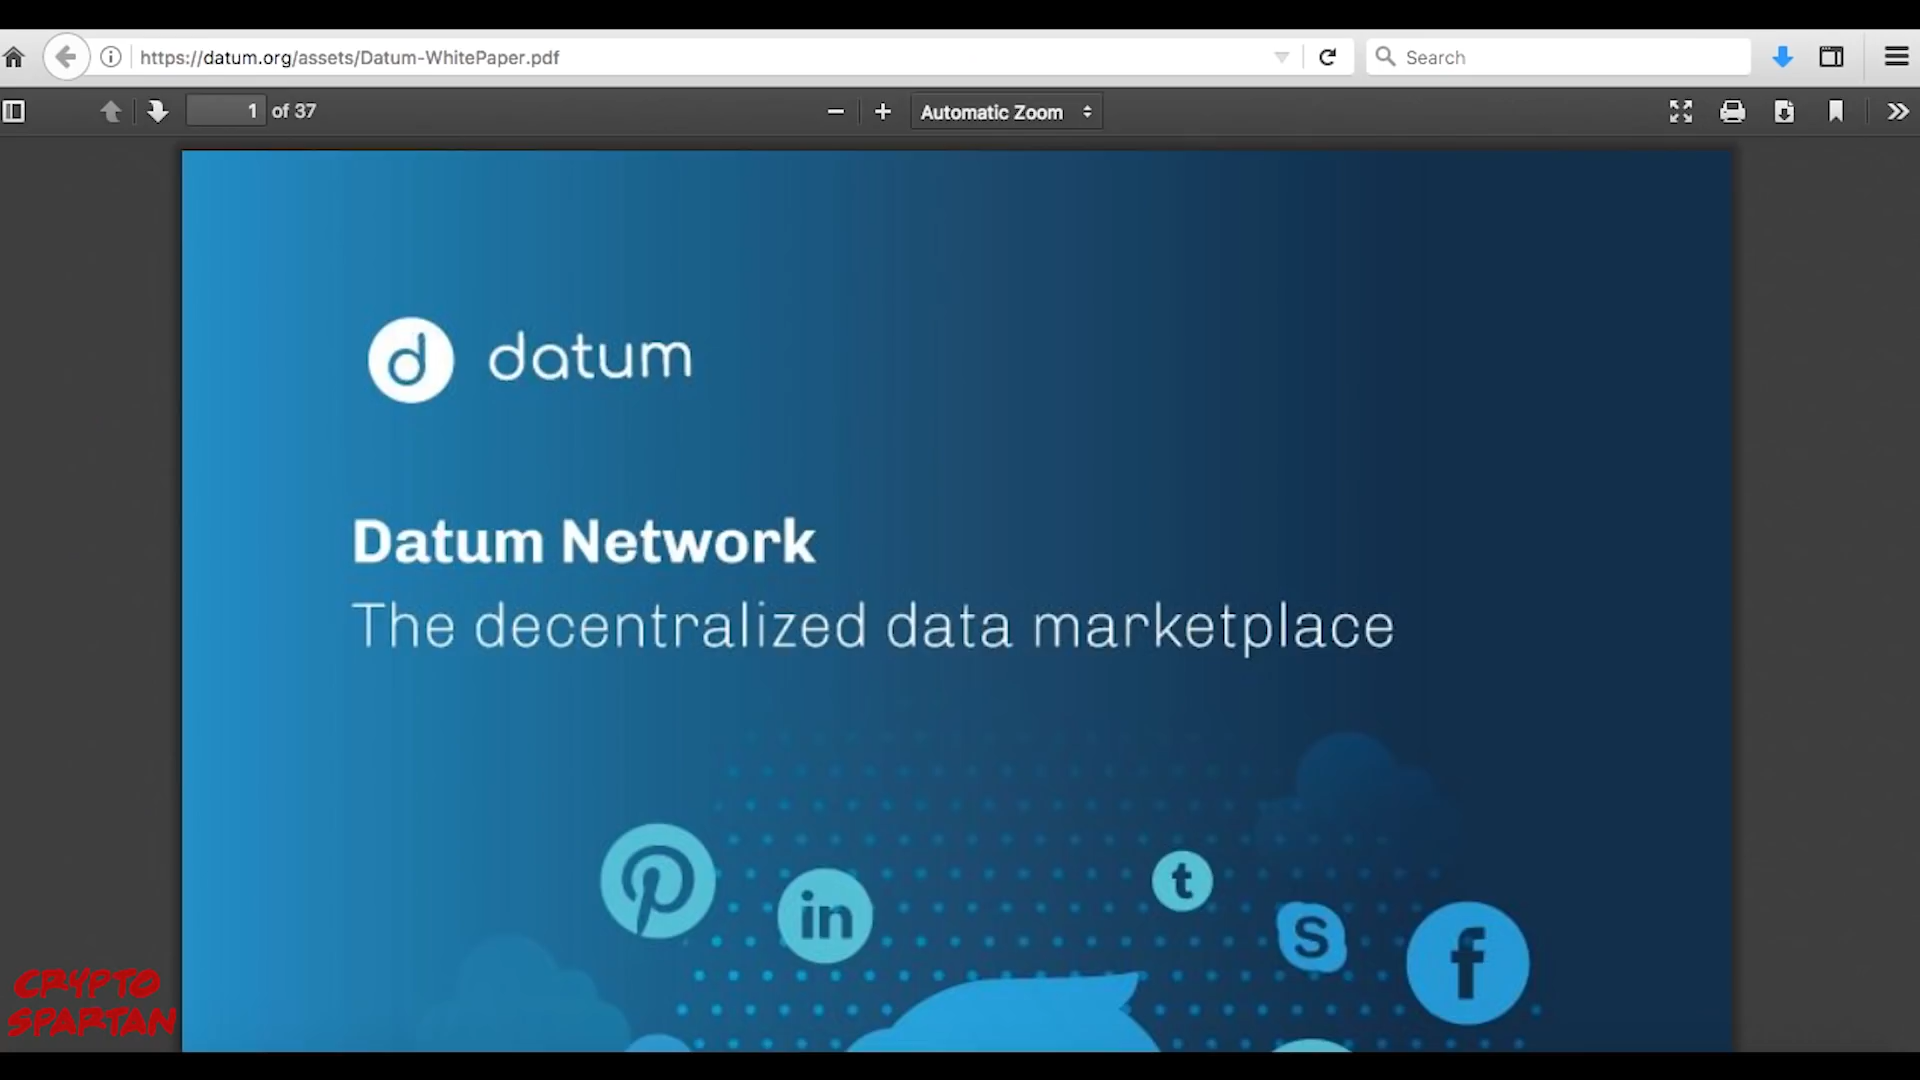 https://datum.org/assets/Datum-WhitePaper.pdf
Search
1 of 37
Automatic Zoom
d datum
Datum Network
The decentralized data marketplace
in
t
S
f
CRYPTO
SPARTAN